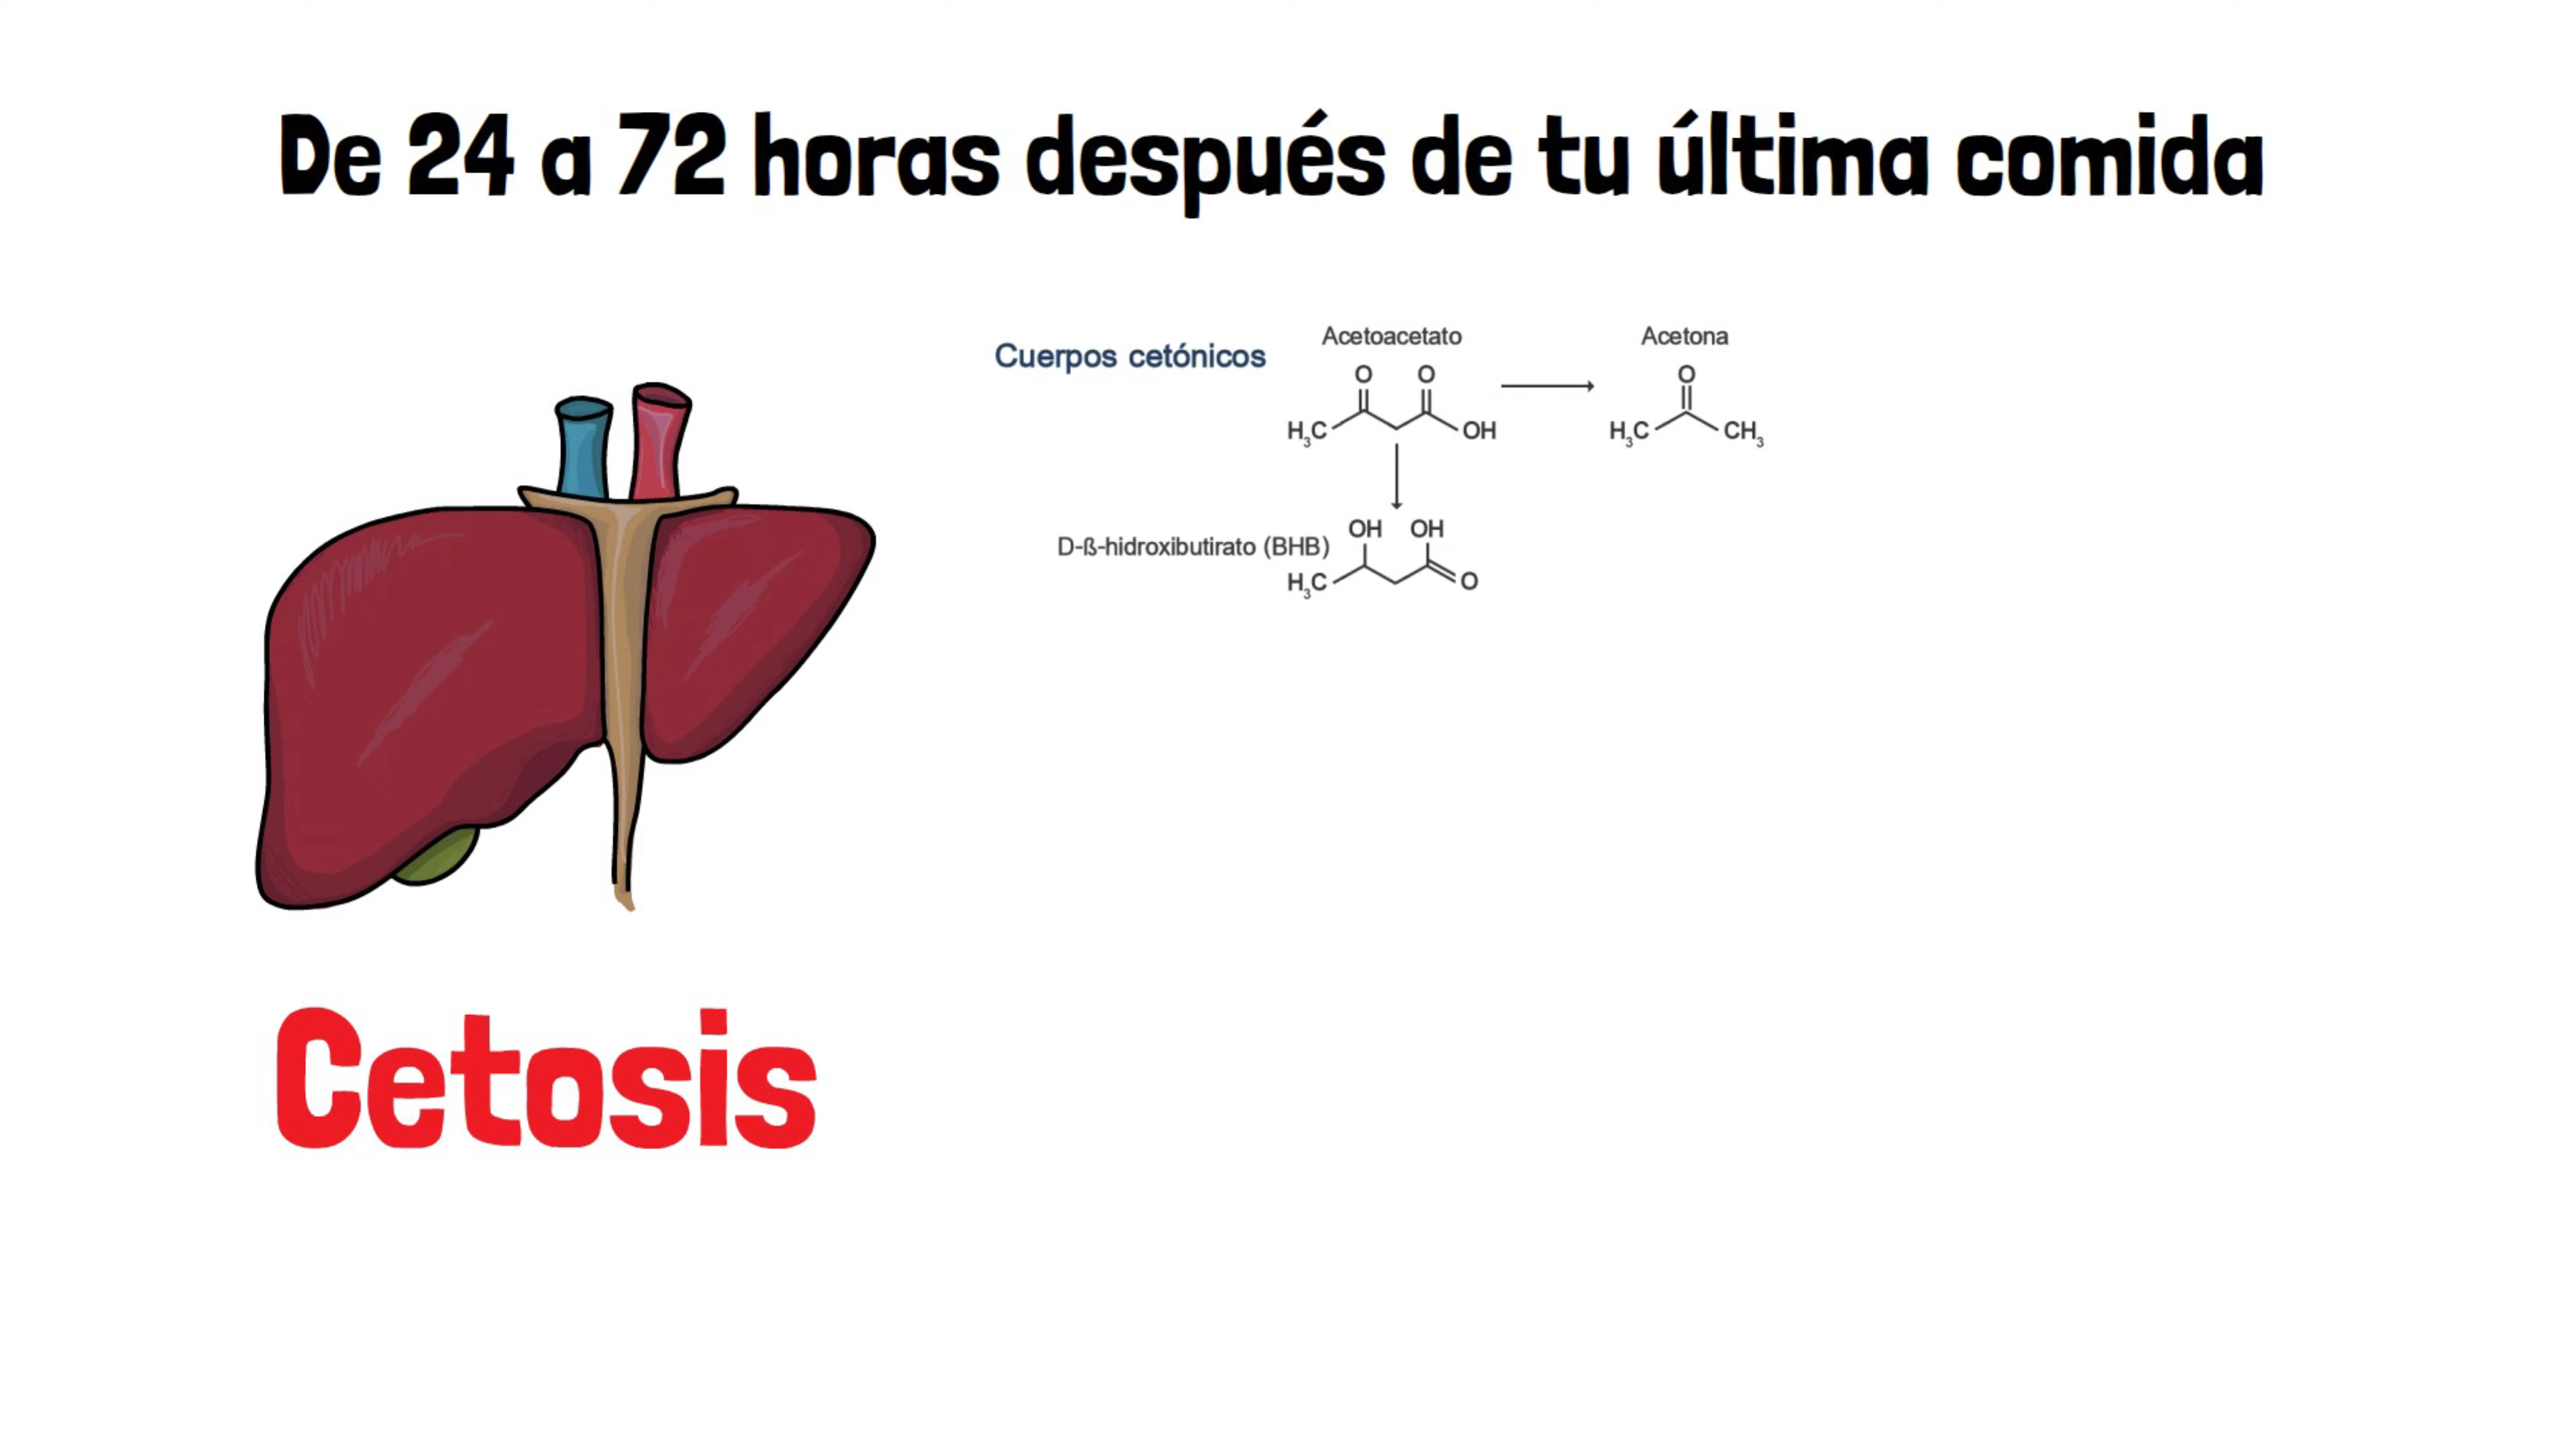 De 24 a 72 horas después de tu última comida
Cuerpos cetónicos
Acetoacetato
Acetona
O O
H₃C OH
O
H₃C CH₃
D-ß-hidroxibutirato (BHB)
OH OH
H₃C O
Cetosis